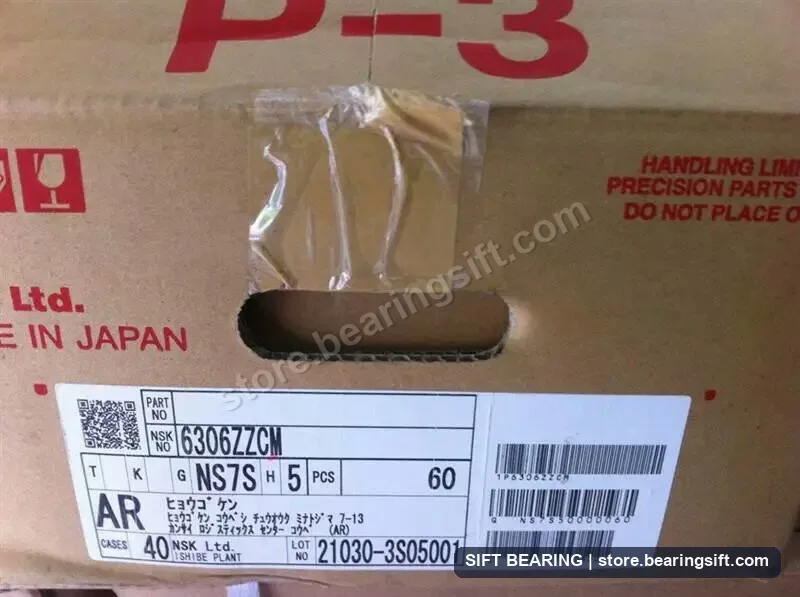 P-3
HANDLING
PRECISION PARTS
DO NOT PLACE
Ltd.
IN JAPAN
store.bearingsift.com
PART NO
NSK NO 6306ZZCM
T K G NS7S H 5 PCS 60
AR ヒョウゴ ケン
ヒョウゴ ケン コウベ シ チュウオウク ミナトジマ 7-13
カンサイ ロジ スティックス センター コウベ (AR)
CASES 40 NSK Ltd. ISHIBE PLANT LOT NO 21030-3S05001
1P6306ZZCM
Q NS7S50000060
SIFT BEARING | store.bearingsift.com